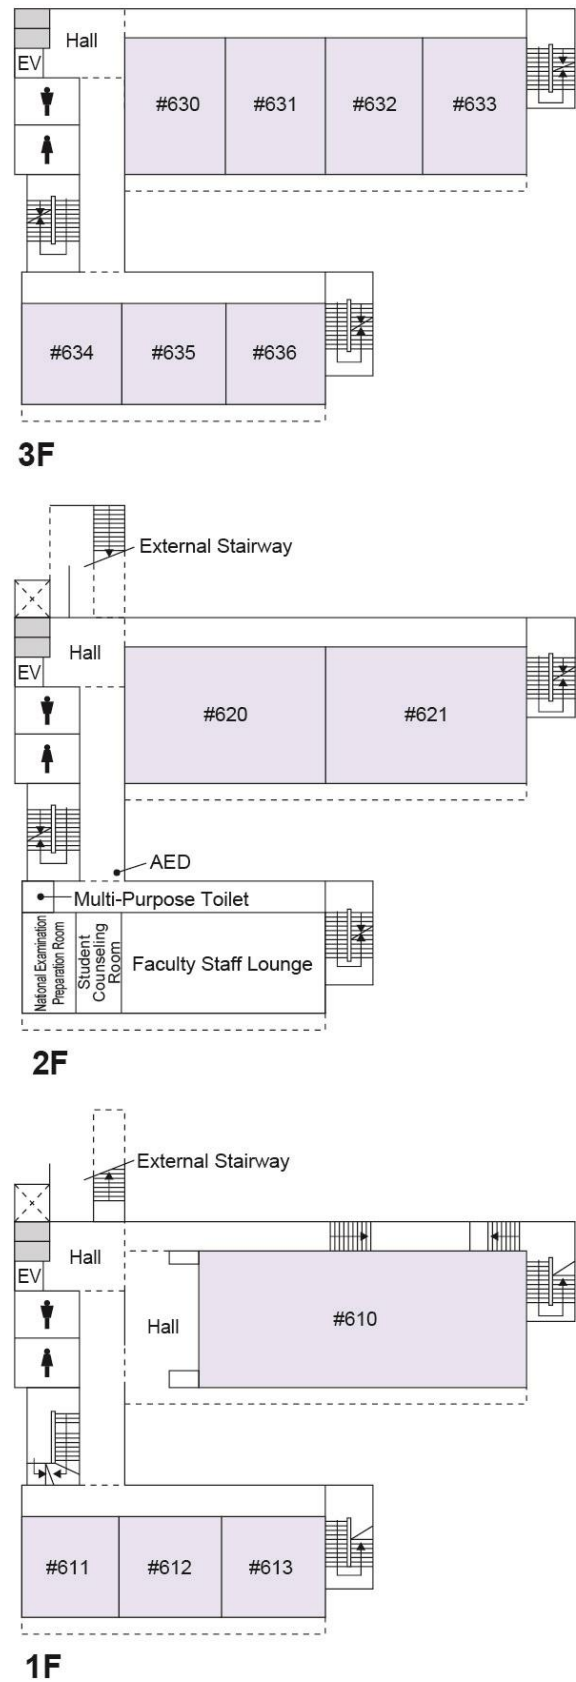 Hall
EV
#630
#631
#632
#633
#634
#635
#636
3F
External Stairway
Hall
EV
#620
#621
AED
Multi-Purpose Toilet
National Examination
Preparation Room
Student
Counseling
Room
Faculty Staff Lounge
2F
External Stairway
Hall
EV
Hall
#610
#611
#612
#613
1F